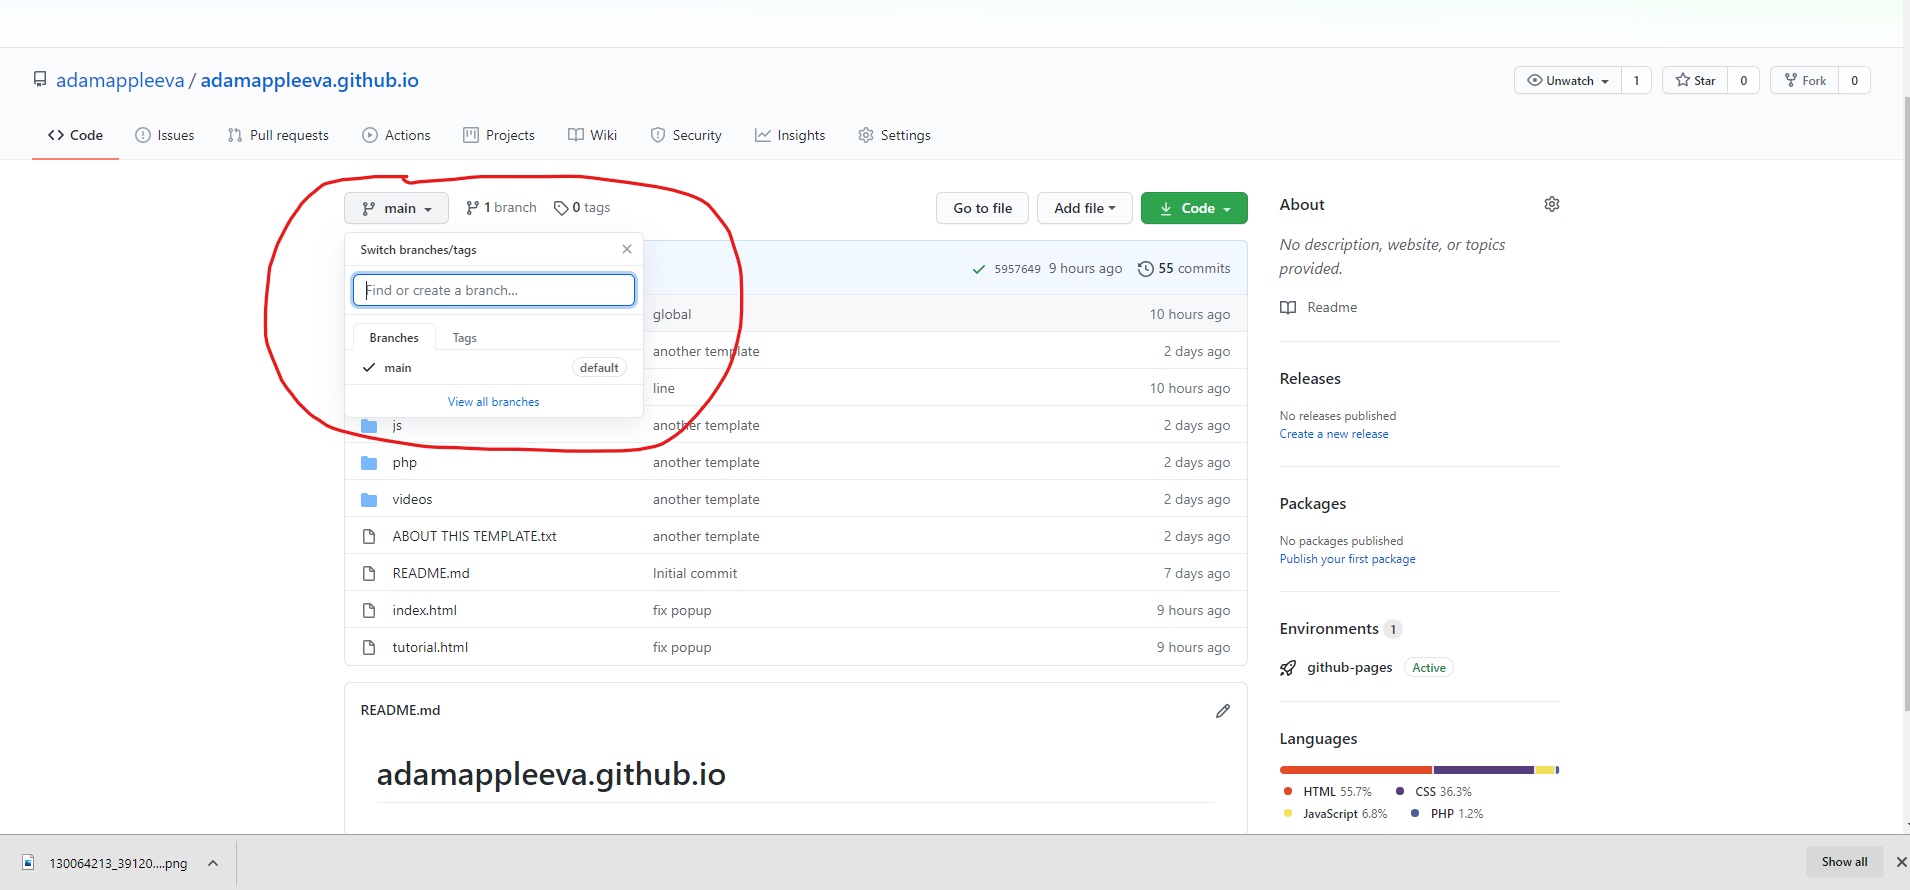 adamappleeva / adamappleeva.github.io
Unwatch 1
Star 0
Fork 0
Code
Issues
Pull requests
Actions
Projects
Wiki
Security
Insights
Settings
main
1 branch
0 tags
Go to file
Add file
Code
Switch branches/tags
Find or create a branch...
Branches
Tags
main default
View all branches
5957649 9 hours ago 55 commits
global 10 hours ago
another template 2 days ago
line 10 hours ago
js another template 2 days ago
php another template 2 days ago
videos another template 2 days ago
ABOUT THIS TEMPLATE.txt another template 2 days ago
README.md Initial commit 7 days ago
index.html fix popup 9 hours ago
tutorial.html fix popup 9 hours ago
README.md
adamappleeva.github.io
About
No description, website, or topics
provided.
Readme
Releases
No releases published
Create a new release
Packages
No packages published
Publish your first package
Environments 1
github-pages Active
Languages
HTML 55.7% CSS 36.3%
JavaScript 6.8% PHP 1.2%
130064213_39120....png
Show all